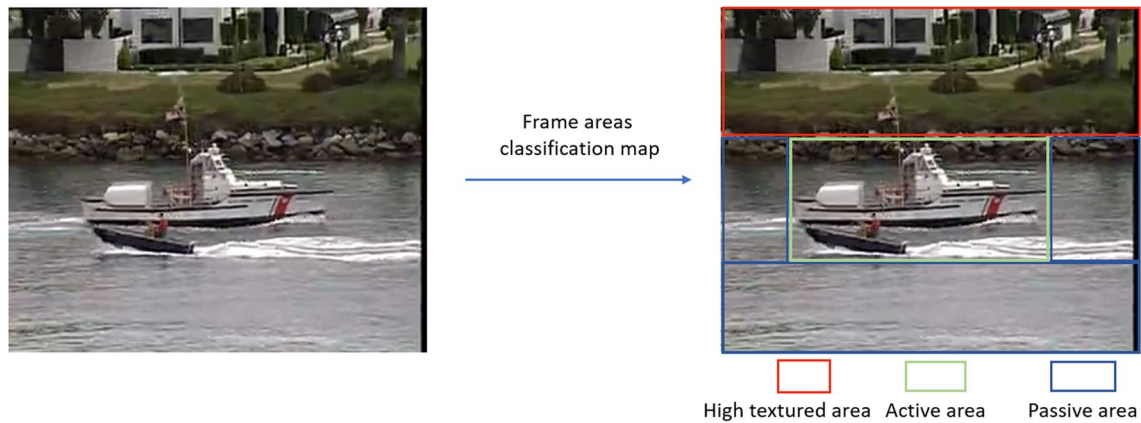 Frame areas
classification map
High textured area
Active area
Passive area